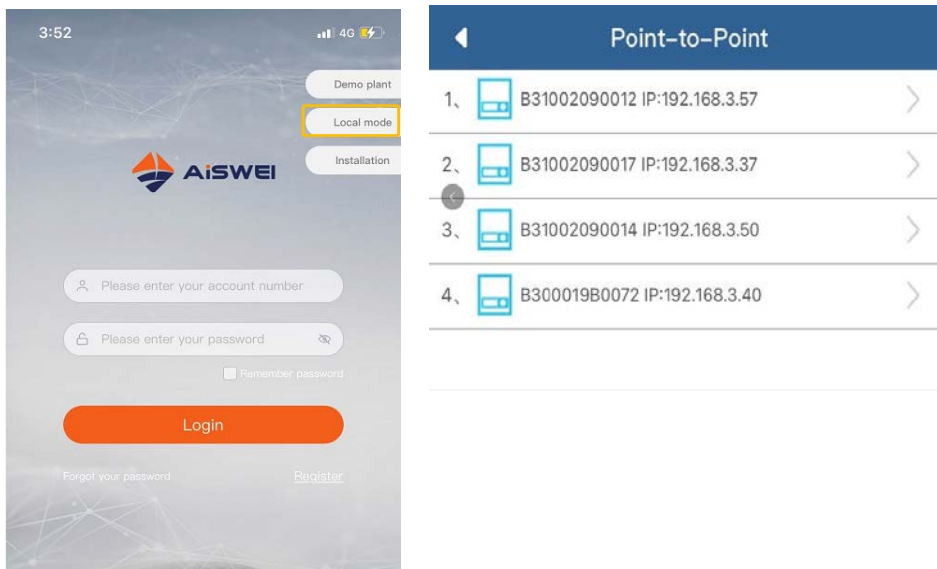 3:52
4G
Demo plant
Local mode
Installation
AiSWEI
Please enter your account number
Please enter your password
Remember password
Login
Forgot your password
Register
Point-to-Point
1、 B31002090012 IP:192.168.3.57
2、 B31002090017 IP:192.168.3.37
3、 B31002090014 IP:192.168.3.50
4、 B300019B0072 IP:192.168.3.40